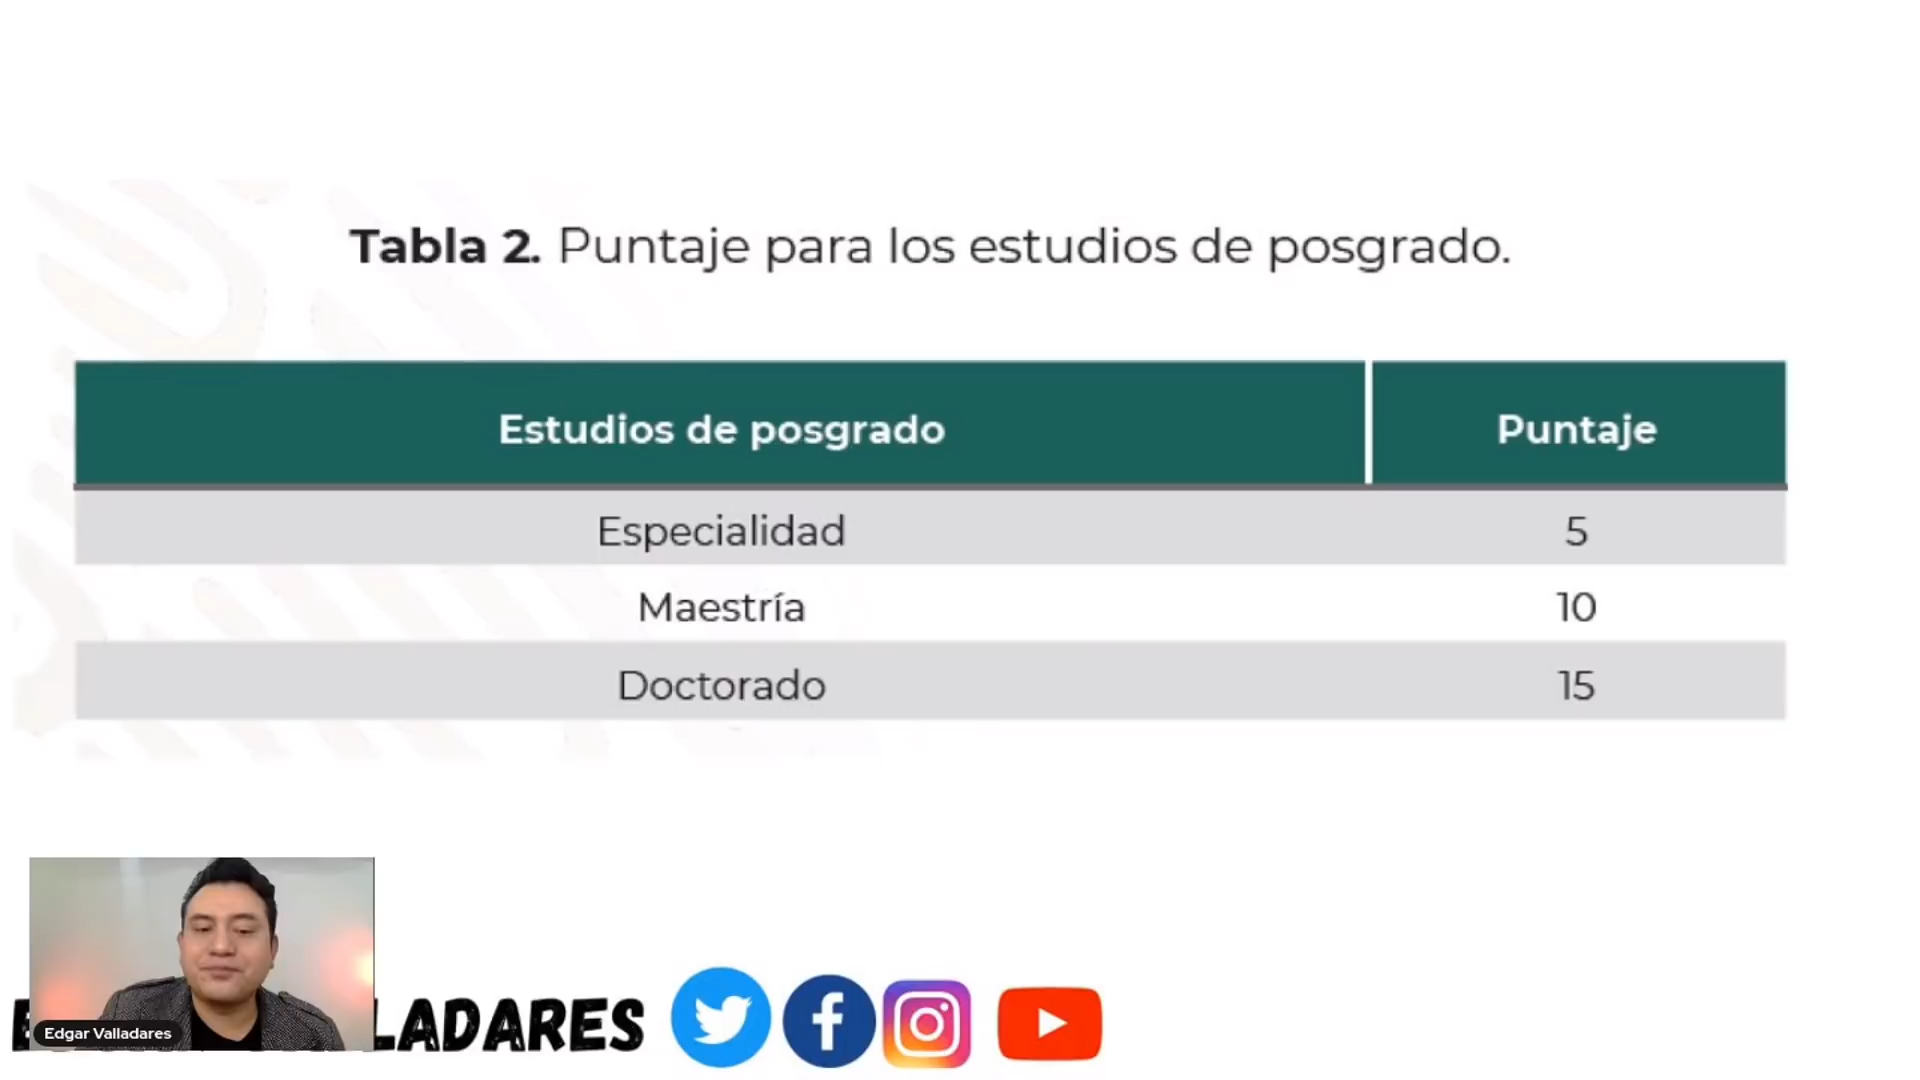 Tabla 2. Puntaje para los estudios de posgrado.
Estudios de posgrado Puntaje
Especialidad 5
Maestría 10
Doctorado 15
Edgar Valladares
LADARES